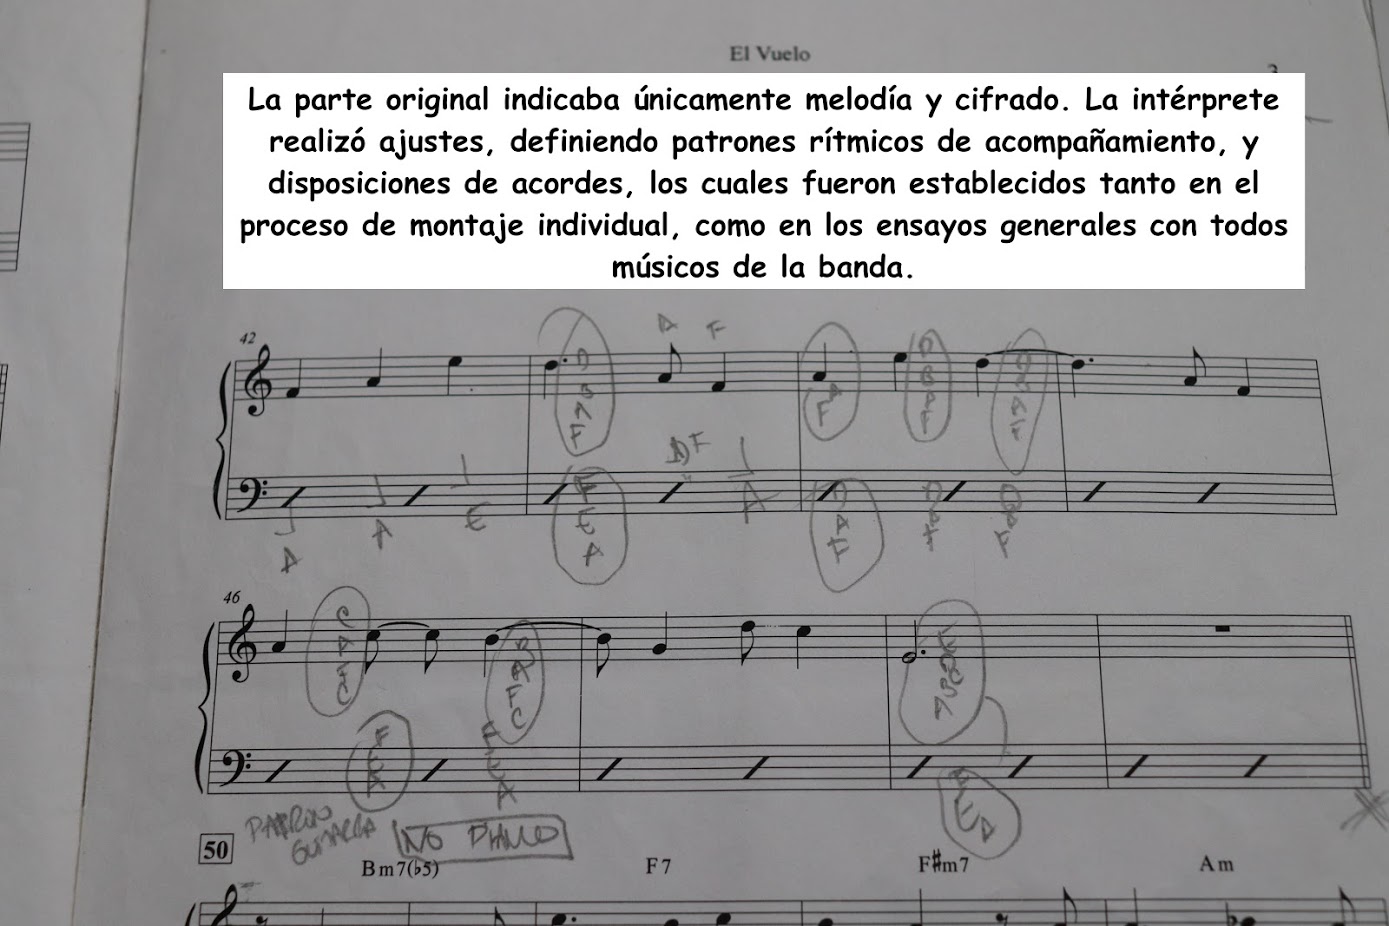 El Vuelo
3
La parte original indicaba únicamente melodía y cifrado. La intérprete
realizó ajustes, definiendo patrones rítmicos de acompañamiento, y
disposiciones de acordes, los cuales fueron establecidos tanto en el
proceso de montaje individual, como en los ensayos generales con todos
músicos de la banda.
42
A F
D
B
A
F
A
F
D
B
A
F
A
A
E
F
E
A
A
46
C
A
F
C
B
A
F
C
F
E
A
PATRON
GUITARRA
NO PIANO
50
Bm7(♭5) F7 F♯m7 Am